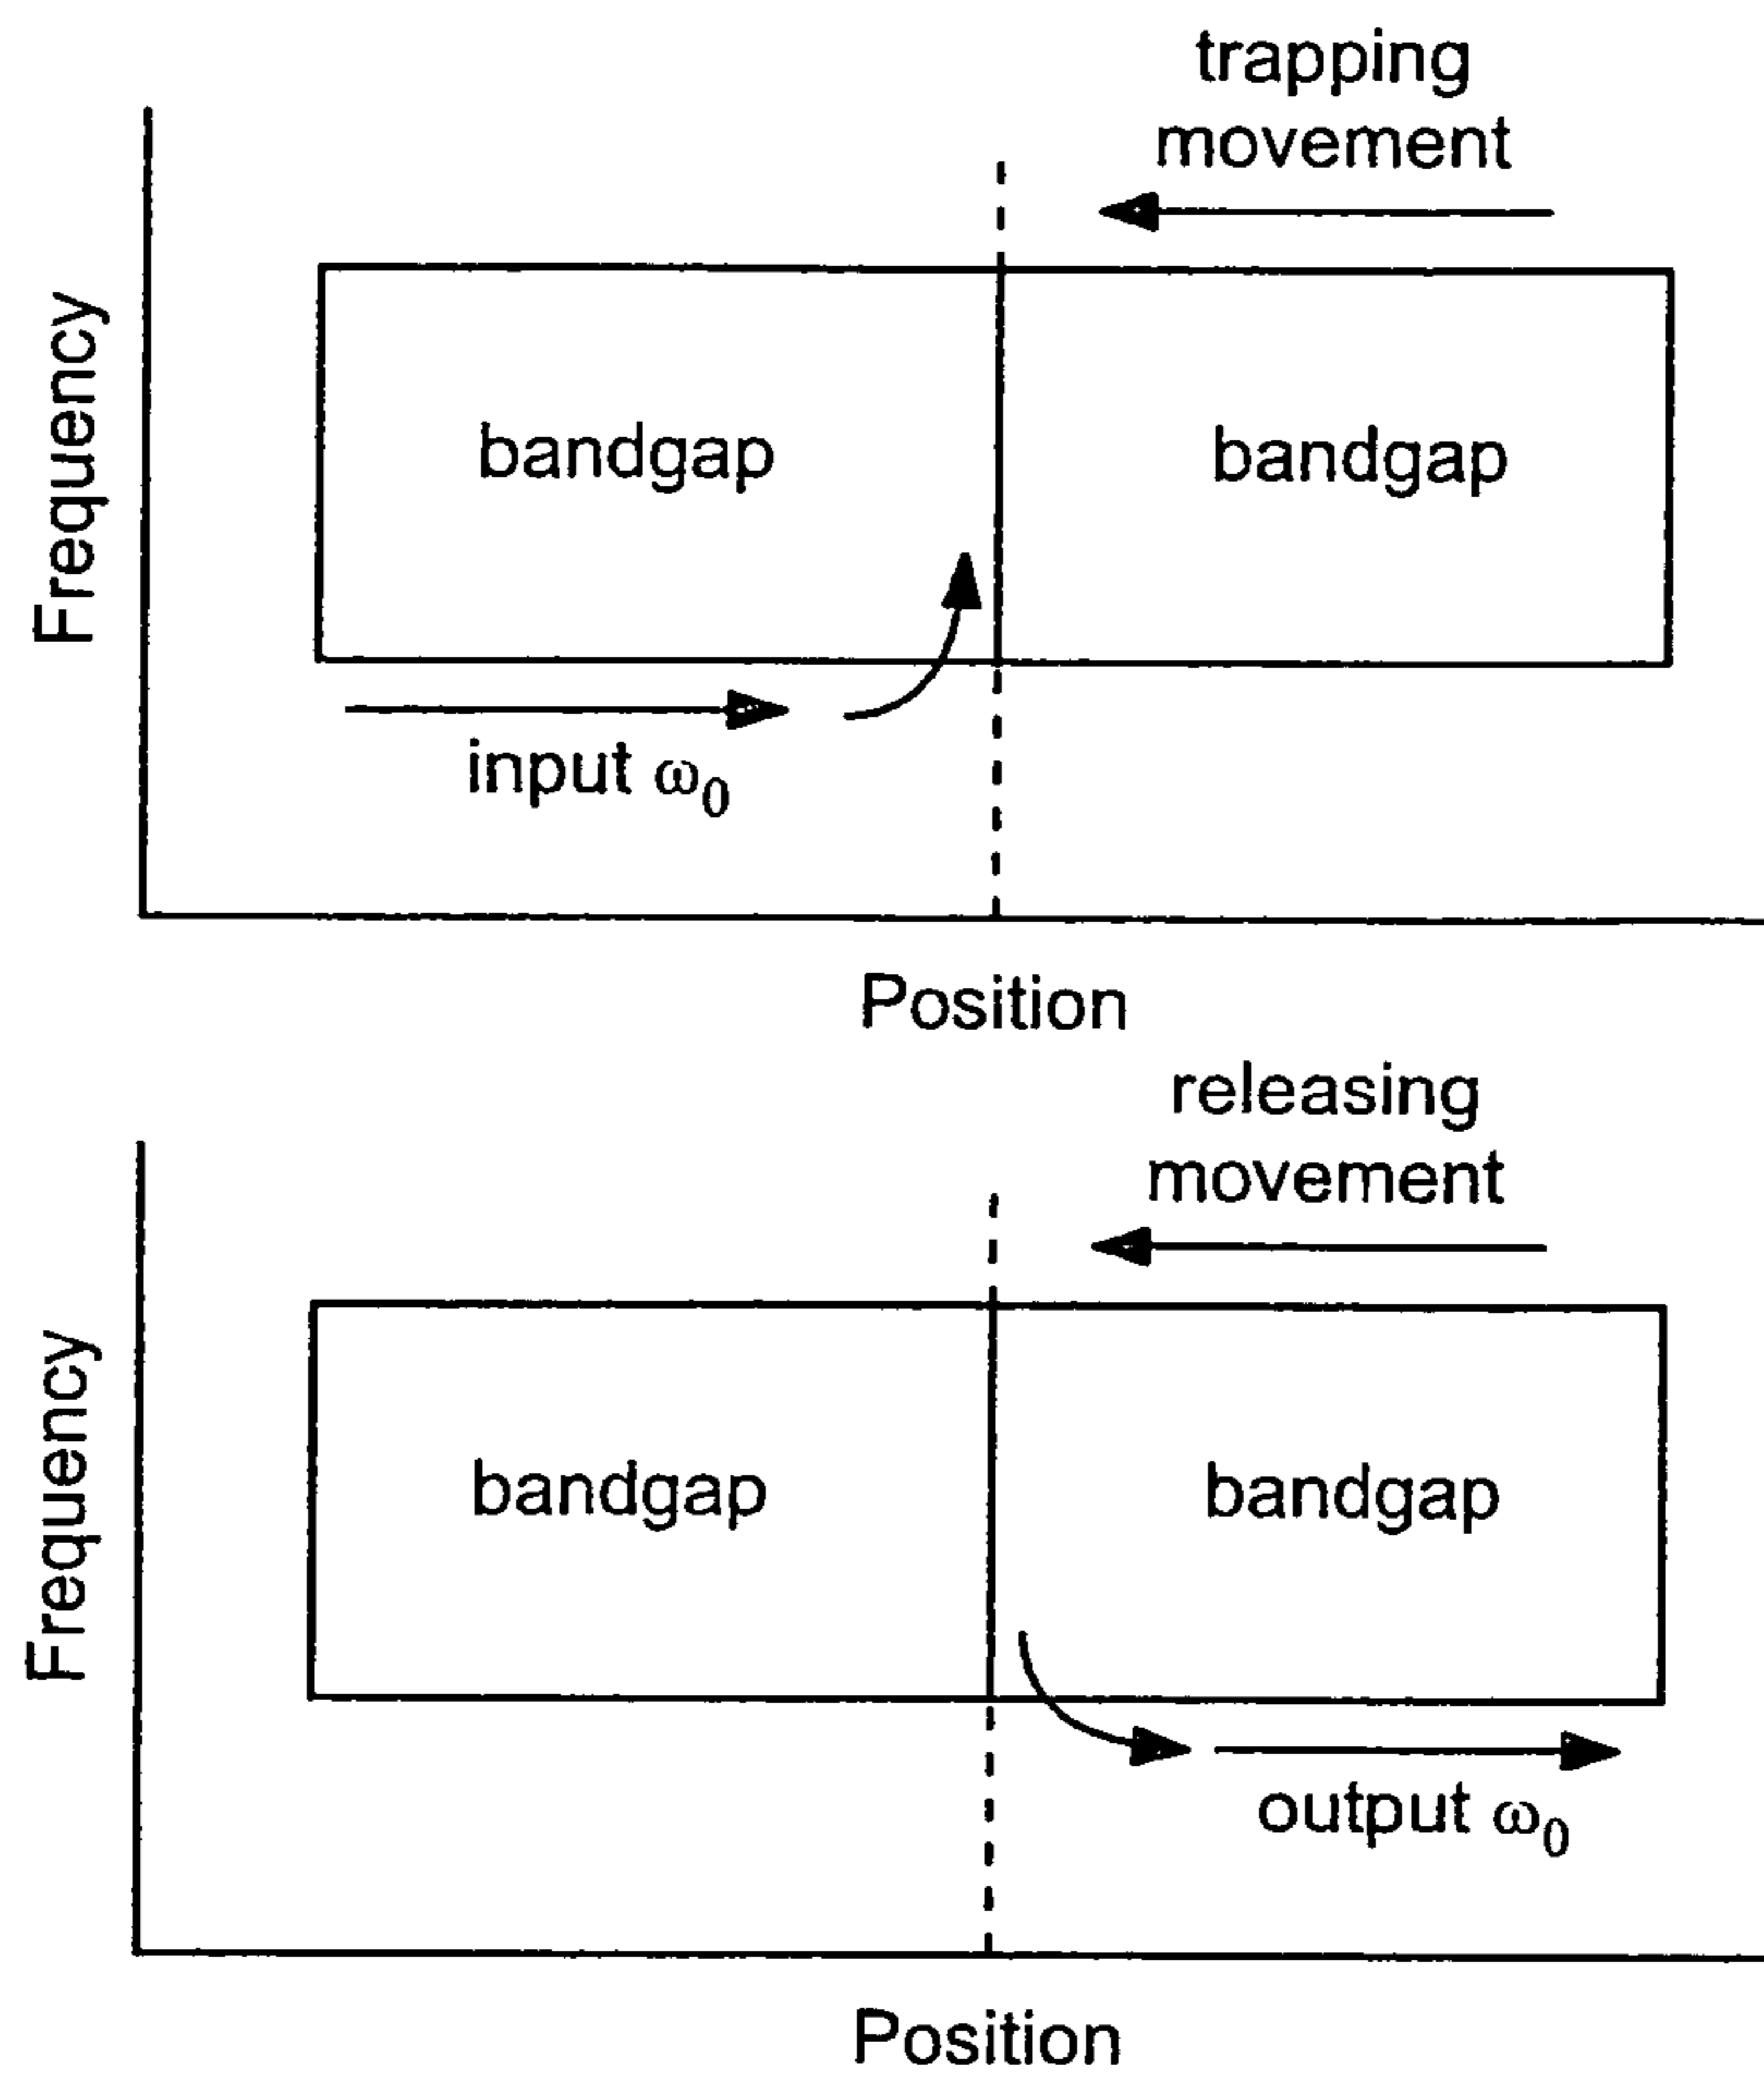 trapping
movement
Frequency
bandgap
bandgap
input ω₀
Position
releasing
movement
Frequency
bandgap
bandgap
output ω₀
Position